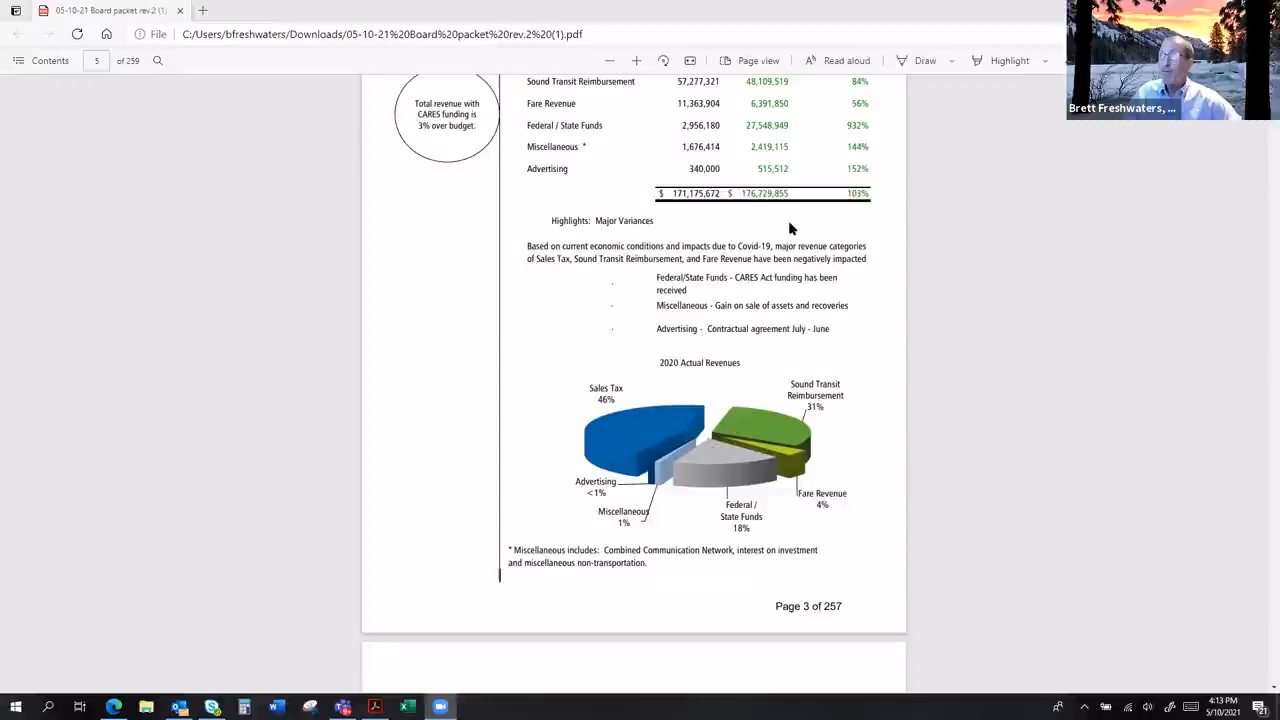 05-10-21 Board packet rev.2 (1).p
File C:/Users/bfreshwaters/Downloads/05-10-21%20Board%20packet%20rev.2%20(1).pdf
Contents 5 of 259 Page view Read aloud Draw Highlight
Brett Freshwaters, ...
Total revenue with
CARES funding is
3% over budget.
Sound Transit Reimbursement 57,277,321 48,109,519 84%
Fare Revenue 11,363,904 6,391,850 56%
Federal / State Funds 2,956,180 27,548,949 932%
Miscellaneous * 1,676,414 2,419,115 144%
Advertising 340,000 515,512 152%
$ 171,175,672 $ 176,729,855 103%
Highlights: Major Variances
Based on current economic conditions and impacts due to Covid-19, major revenue categories
of Sales Tax, Sound Transit Reimbursement, and Fare Revenue have been negatively impacted
Federal/State Funds - CARES Act funding has been
received
Miscellaneous - Gain on sale of assets and recoveries
Advertising - Contractual agreement July - June
2020 Actual Revenues
Sales Tax
46%
Sound Transit
Reimbursement
31%
Advertising
<1%
Miscellaneous
1%
Federal /
State Funds
18%
Fare Revenue
4%
* Miscellaneous includes: Combined Communication Network, interest on investment
and miscellaneous non-transportation.
Page 3 of 257
4:13 PM
5/10/2021
21